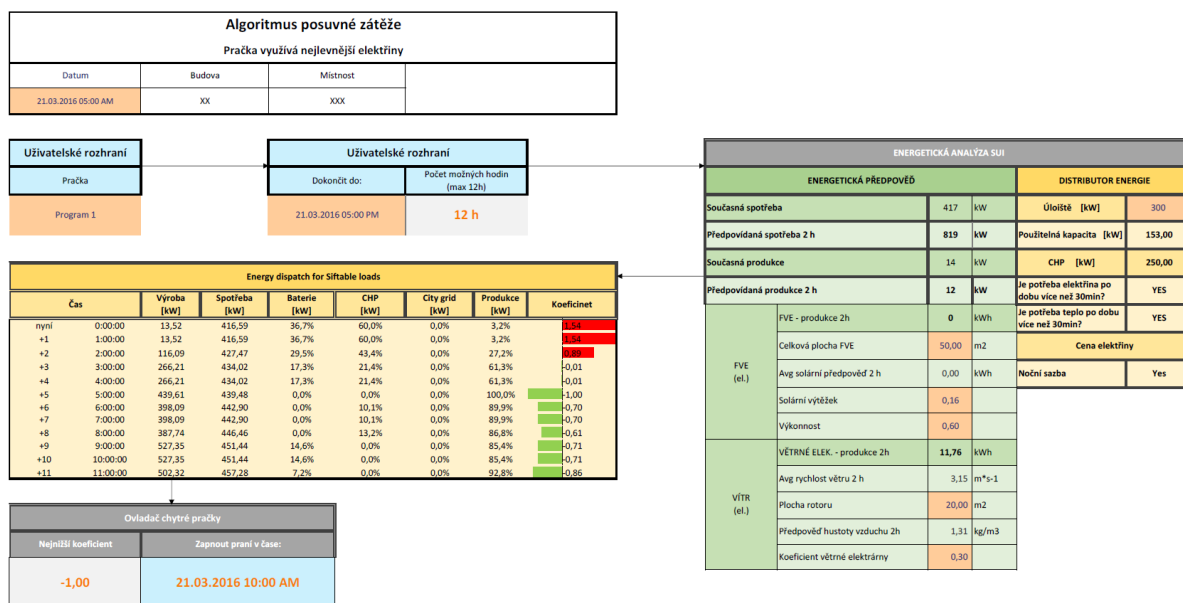 Algoritmus posuvné zátěže
Pračka využívá nejlevnější elektřiny
Datum Budova Místnost
21.03.2016 05:00 AM XX XXX
Uživatelské rozhraní
Pračka
Program 1
Uživatelské rozhraní
Dokončit do: Počet možných hodin
(max 12h)
21.03.2016 05:00 PM 12 h
ENERGETICKÁ ANALÝZA SUI
ENERGETICKÁ PŘEDPOVĚĎ DISTRIBUTOR ENERGIE
Současná spotřeba 417 kW Úloiště [kW] 300
Předpovídaná spotřeba 2 h 819 kW Použitelná kapacita [kW] 153,00
Současná produkce 14 kW CHP [kW] 250,00
Předpovídaná produkce 2 h 12 kW Je potřeba elektřina po
dobu více než 30min? YES
FVE - produkce 2h 0 kWh Je potřeba teplo po dobu
více než 30min? YES
Celková plocha FVE 50,00 m2 Cena elektřiny
FVE
(el.)
Avg solární předpověď 2 h 0,00 kWh Noční sazba Yes
Solární výtěžek 0,16
Výkonnost 0,60
VĚTRNÉ ELEK. - produkce 2h 11,76 kWh
Avg rychlost větru 2 h 3,15 m*s-1
VÍTR
(el.)
Plocha rotoru 20,00 m2
Předpověď hustoty vzduchu 2h 1,31 kg/m3
Koeficient větrné elektrárny 0,30
Energy dispatch for Siftable loads
Čas Výroba
[kW] Spotřeba
[kW] Baterie
[kW] CHP
[kW] City grid
[kW] Produkce
[kW] Koeficinet
nyní 0:00:00 13,52 416,59 36,7% 60,0% 0,0% 3,2% 1,54
+1 1:00:00 13,52 416,59 36,7% 60,0% 0,0% 3,2% 1,54
+2 2:00:00 116,09 427,47 29,5% 43,4% 0,0% 27,2% 0,89
+3 3:00:00 266,21 434,02 17,3% 21,4% 0,0% 61,3% -0,01
+4 4:00:00 266,21 434,02 17,3% 21,4% 0,0% 61,3% -0,01
+5 5:00:00 439,61 439,48 0,0% 0,0% 0,0% 100,0% -1,00
+6 6:00:00 398,09 442,90 0,0% 10,1% 0,0% 89,9% -0,70
+7 7:00:00 398,09 442,90 0,0% 10,1% 0,0% 89,9% -0,70
+8 8:00:00 387,74 446,46 0,0% 13,2% 0,0% 86,8% -0,61
+9 9:00:00 527,35 451,44 14,6% 0,0% 0,0% 85,4% -0,71
+10 10:00:00 527,35 451,44 14,6% 0,0% 0,0% 85,4% -0,71
+11 11:00:00 502,32 457,28 7,2% 0,0% 0,0% 92,8% -0,86
Ovladač chytré pračky
Nejnižší koeficient Zapnout praní v čase:
-1,00 21.03.2016 10:00 AM